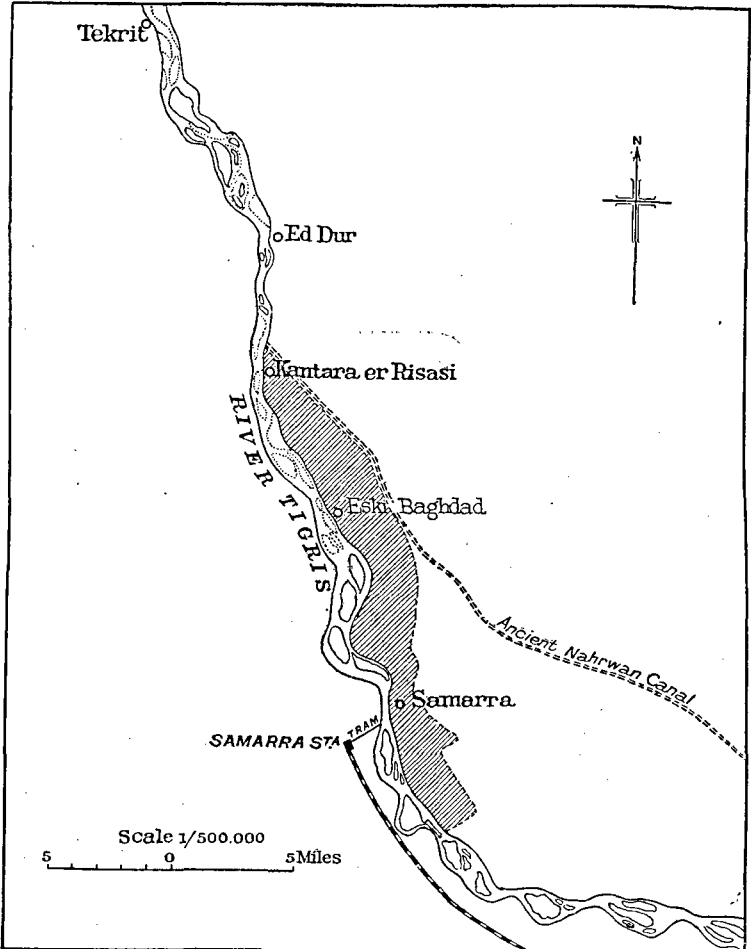 Tekrit
N
Ed Dur
Kantara er Risasi
RIVER TIGRIS
Eski Baghdad
Ancient Nahrwan Canal
Samarra
TRAM
SAMARRA STA
Scale 1/500.000
5 0 5 Miles